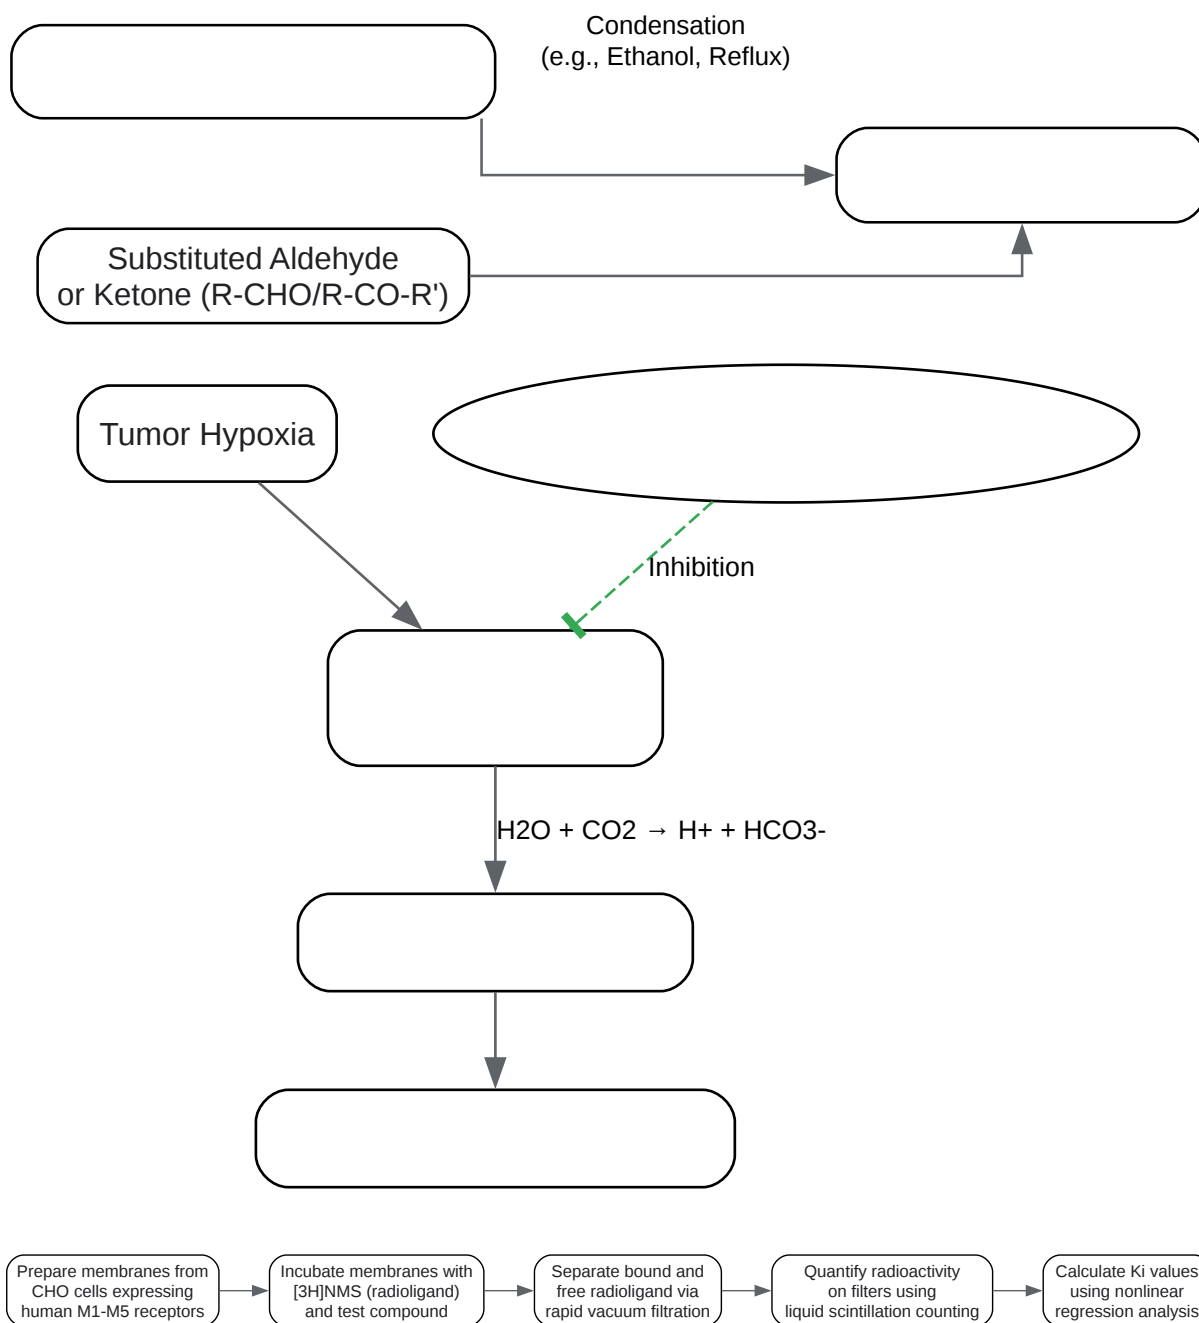 Condensation
(e.g., Ethanol, Reflux)
Substituted Aldehyde
or Ketone (R-CHO/R-CO-R')
Tumor Hypoxia
Inhibition
H2O + CO2 → H+ + HCO3-
Prepare membranes from
CHO cells expressing
human M1-M5 receptors
Incubate membranes with
[3H]NMS (radioligand)
and test compound
Separate bound and
free radioligand via
rapid vacuum filtration
Quantify radioactivity
on filters using
liquid scintillation counting
Calculate Ki values
using nonlinear
regression analysis